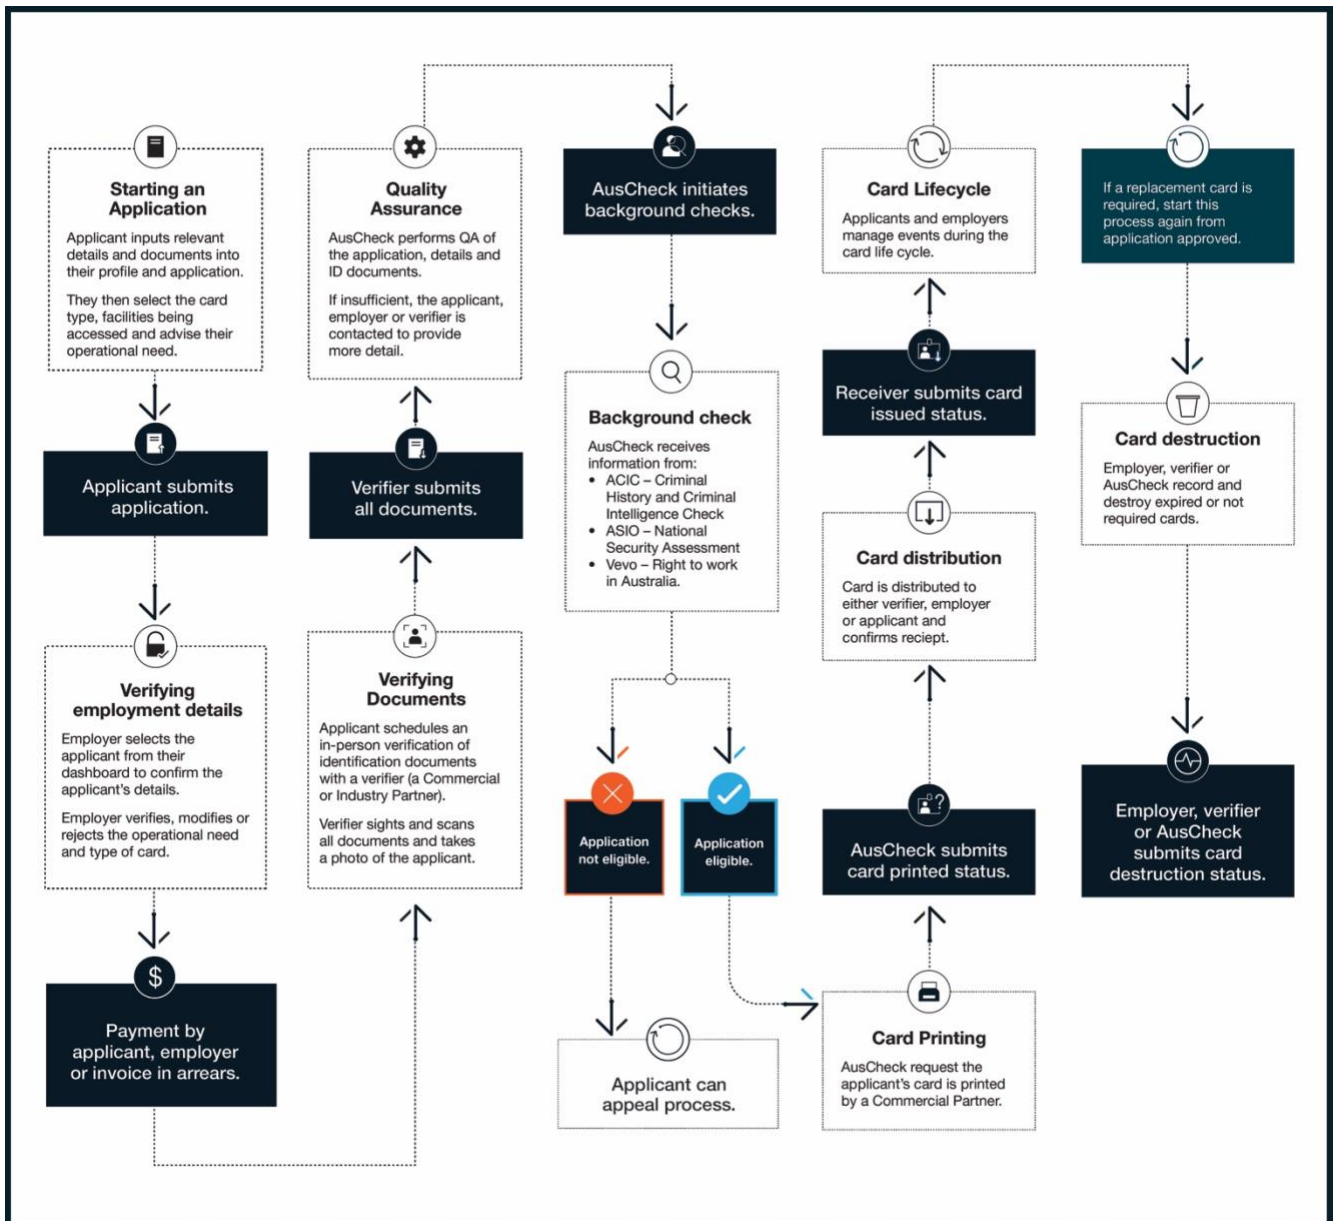 Starting an
Application
Applicant inputs relevant
details and documents into
their profile and application.
They then select the card
type, facilities being
accessed and advise their
operational need.
Applicant submits
application.
Verifying
employment details
Employer selects the
applicant from their
dashboard to confirm the
applicant's details.
Employer verifies, modifies or
rejects the operational need
and type of card.
$
Payment by
applicant, employer
or invoice in arrears.
Verifying
Documents
Applicant schedules an
in-person verification of
identification documents
with a verifier (a Commercial
or Industry Partner).
Verifier sights and scans
all documents and takes
a photo of the applicant.
Verifier submits
all documents.
Quality
Assurance
AusCheck performs QA of
the application, details and
ID documents.
If insufficient, the applicant,
employer or verifier is
contacted to provide
more detail.
AusCheck initiates
background checks.
Background check
AusCheck receives
information from:
• ACIC – Criminal
History and Criminal
Intelligence Check
• ASIO – National
Security Assessment
• Vevo – Right to work
in Australia.
Application
not eligible.
Application
eligible.
Applicant can
appeal process.
Card Printing
AusCheck request the
applicant's card is printed
by a Commercial Partner.
?
AusCheck submits
card printed status.
Card distribution
Card is distributed to
either verifier, employer
or applicant and
confirms reciept.
Receiver submits card
issued status.
Card Lifecycle
Applicants and employers
manage events during the
card life cycle.
If a replacement card is
required, start this
process again from
application approved.
Card destruction
Employer, verifier or
AusCheck record and
destroy expired or not
required cards.
Employer, verifier
or AusCheck
submits card
destruction status.